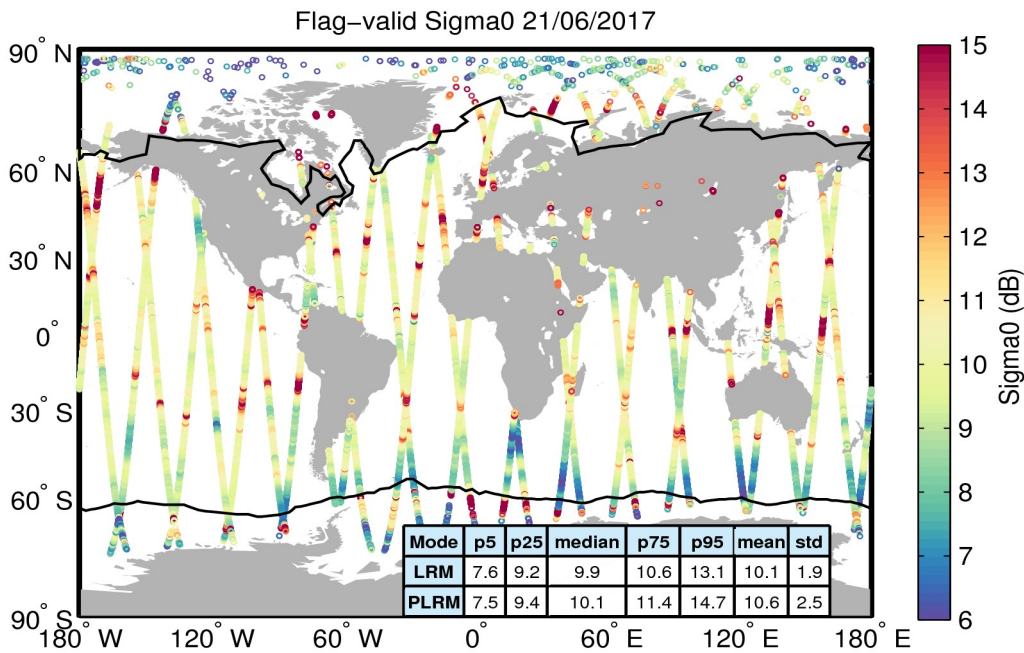 Flag−valid Sigma0 21/06/2017
90° N
60° N
30° N
0°
30° S
60° S
90° S
180° W
120° W
60° W
0°
60° E
120° E
180° E
Mode p5 p25 median p75 p95 mean std
LRM 7.6 9.2 9.9 10.6 13.1 10.1 1.9
PLRM 7.5 9.4 10.1 11.4 14.7 10.6 2.5
15
14
13
12
11
10
9
8
7
6
Sigma0 (dB)